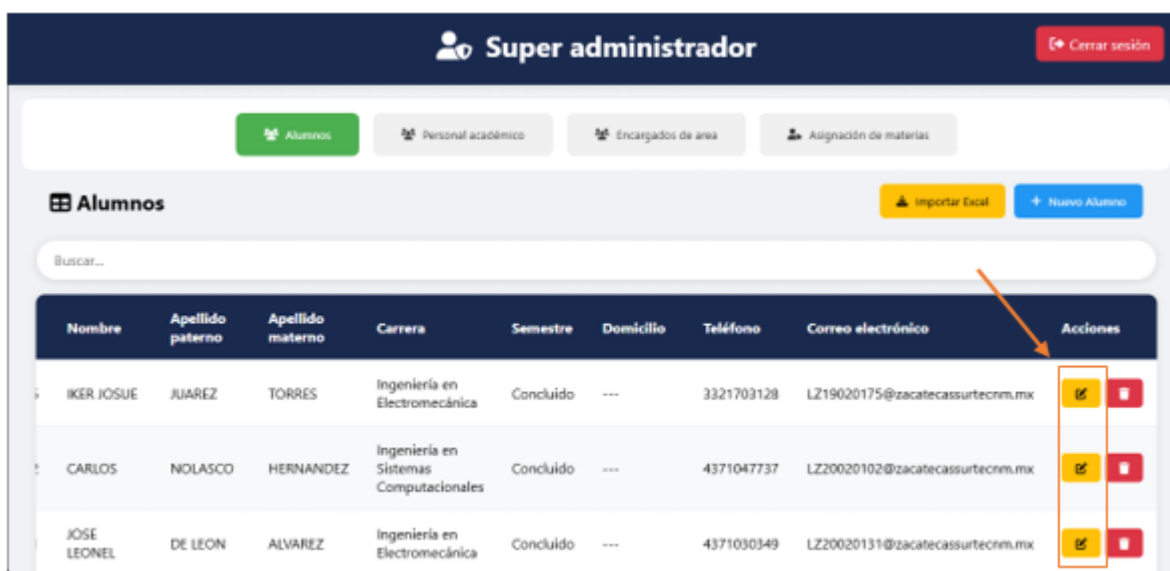 Super administrador
Cerrar sesión
Alumnos
Personal académico
Encargados de area
Asignación de materias
Alumnos
Importar Excel
+ Nuevo Alumno
Buscar...
Nombre Apellido paterno Apellido materno Carrera Semestre Domicilio Teléfono Correo electrónico Acciones
IKER JOSUE JUAREZ TORRES Ingeniería en Electromecánica Concluido --- 3321703128 LZ19020175@zacatecassurtecnm.mx
CARLOS NOLASCO HERNANDEZ Ingeniería en Sistemas Computacionales Concluido --- 4371047737 LZ20020102@zacatecassurtecnm.mx
JOSE LEONEL DE LEON ALVAREZ Ingeniería en Electromecánica Concluido --- 4371030349 LZ20020131@zacatecassurtecnm.mx